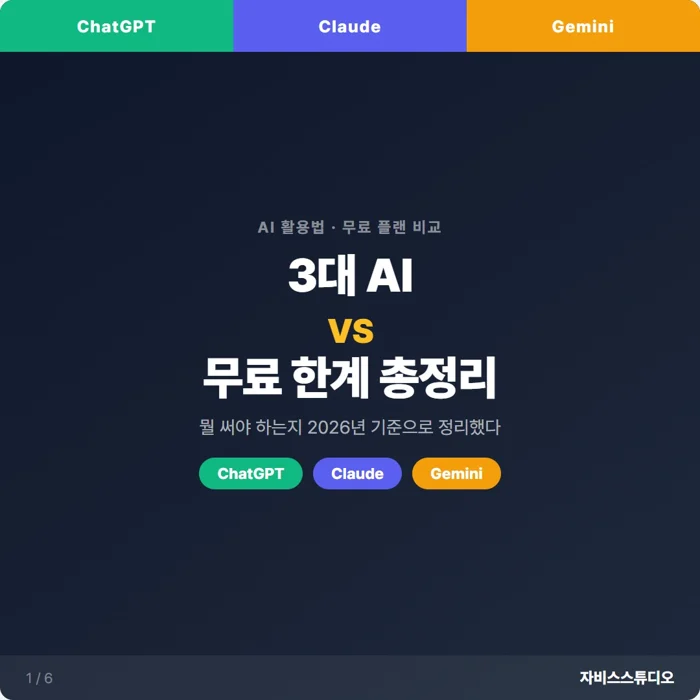 ChatGPT Claude Gemini
AI 활용법 · 무료 플랜 비교
3대 AI
VS
무료 한계 총정리
뭘 써야 하는지 2026년 기준으로 정리했다
ChatGPT Claude Gemini
1 / 6 자비스스튜디오